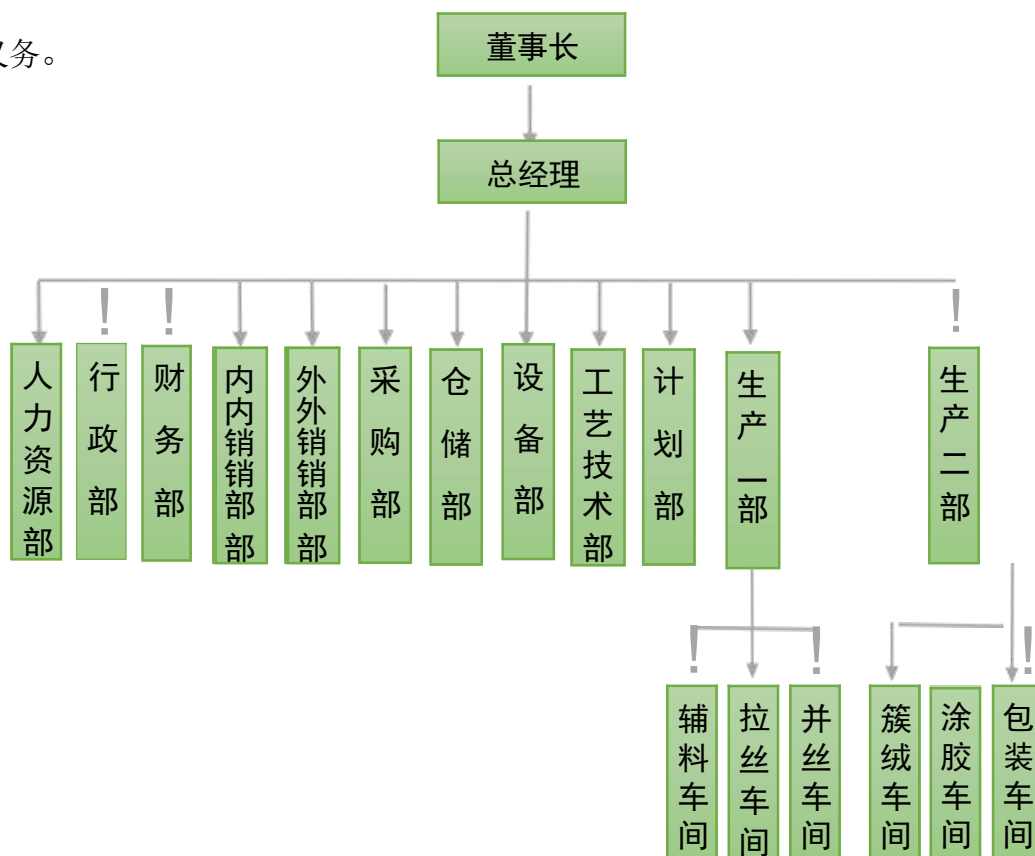 务。
董事长
总经理
人力资源部
行政部
财务部
内内销销部部
外外销销部部
采购部
仓储部
设备部
工艺技术部
计划部
生产一部
生产二部
辅料车间
拉丝车间
并丝车间
簇绒车间
涂胶车间
包装车间